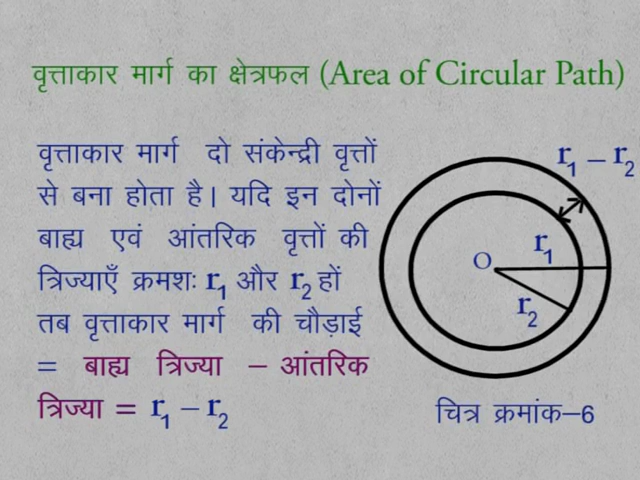 वृत्ताकार मार्ग का क्षेत्रफल (Area of Circular Path)
वृत्ताकार मार्ग दो संकेन्द्री वृत्तों
से बना होता है। यदि इन दोनों
बाह्य एवं आंतरिक वृत्तों की
त्रिज्याएँ क्रमशः r₁ और r₂ हों
तब वृत्ताकार मार्ग की चौड़ाई
= बाह्य त्रिज्या – आंतरिक
त्रिज्या = r₁ – r₂
r₁ – r₂
r₁
O
r₂
चित्र क्रमांक–6